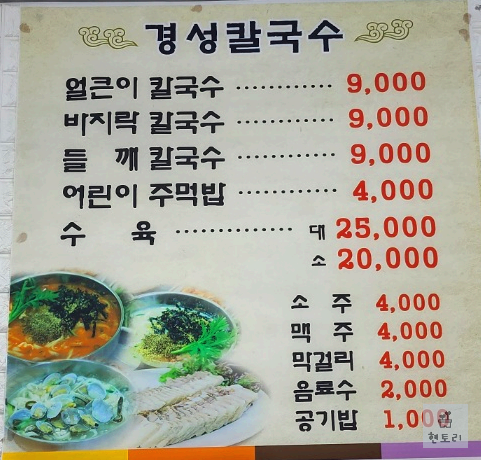 경성칼국수
얼큰이 칼국수 ············ 9,000
바지락 칼국수 ············ 9,000
들 깨 칼국수 ············ 9,000
어린이 주먹밥 ············ 4,000
수 육 ·············· 대 25,000
소 20,000
소 주 4,000
맥 주 4,000
막걸리 4,000
음료수 2,000
공기밥 1,000
현토리